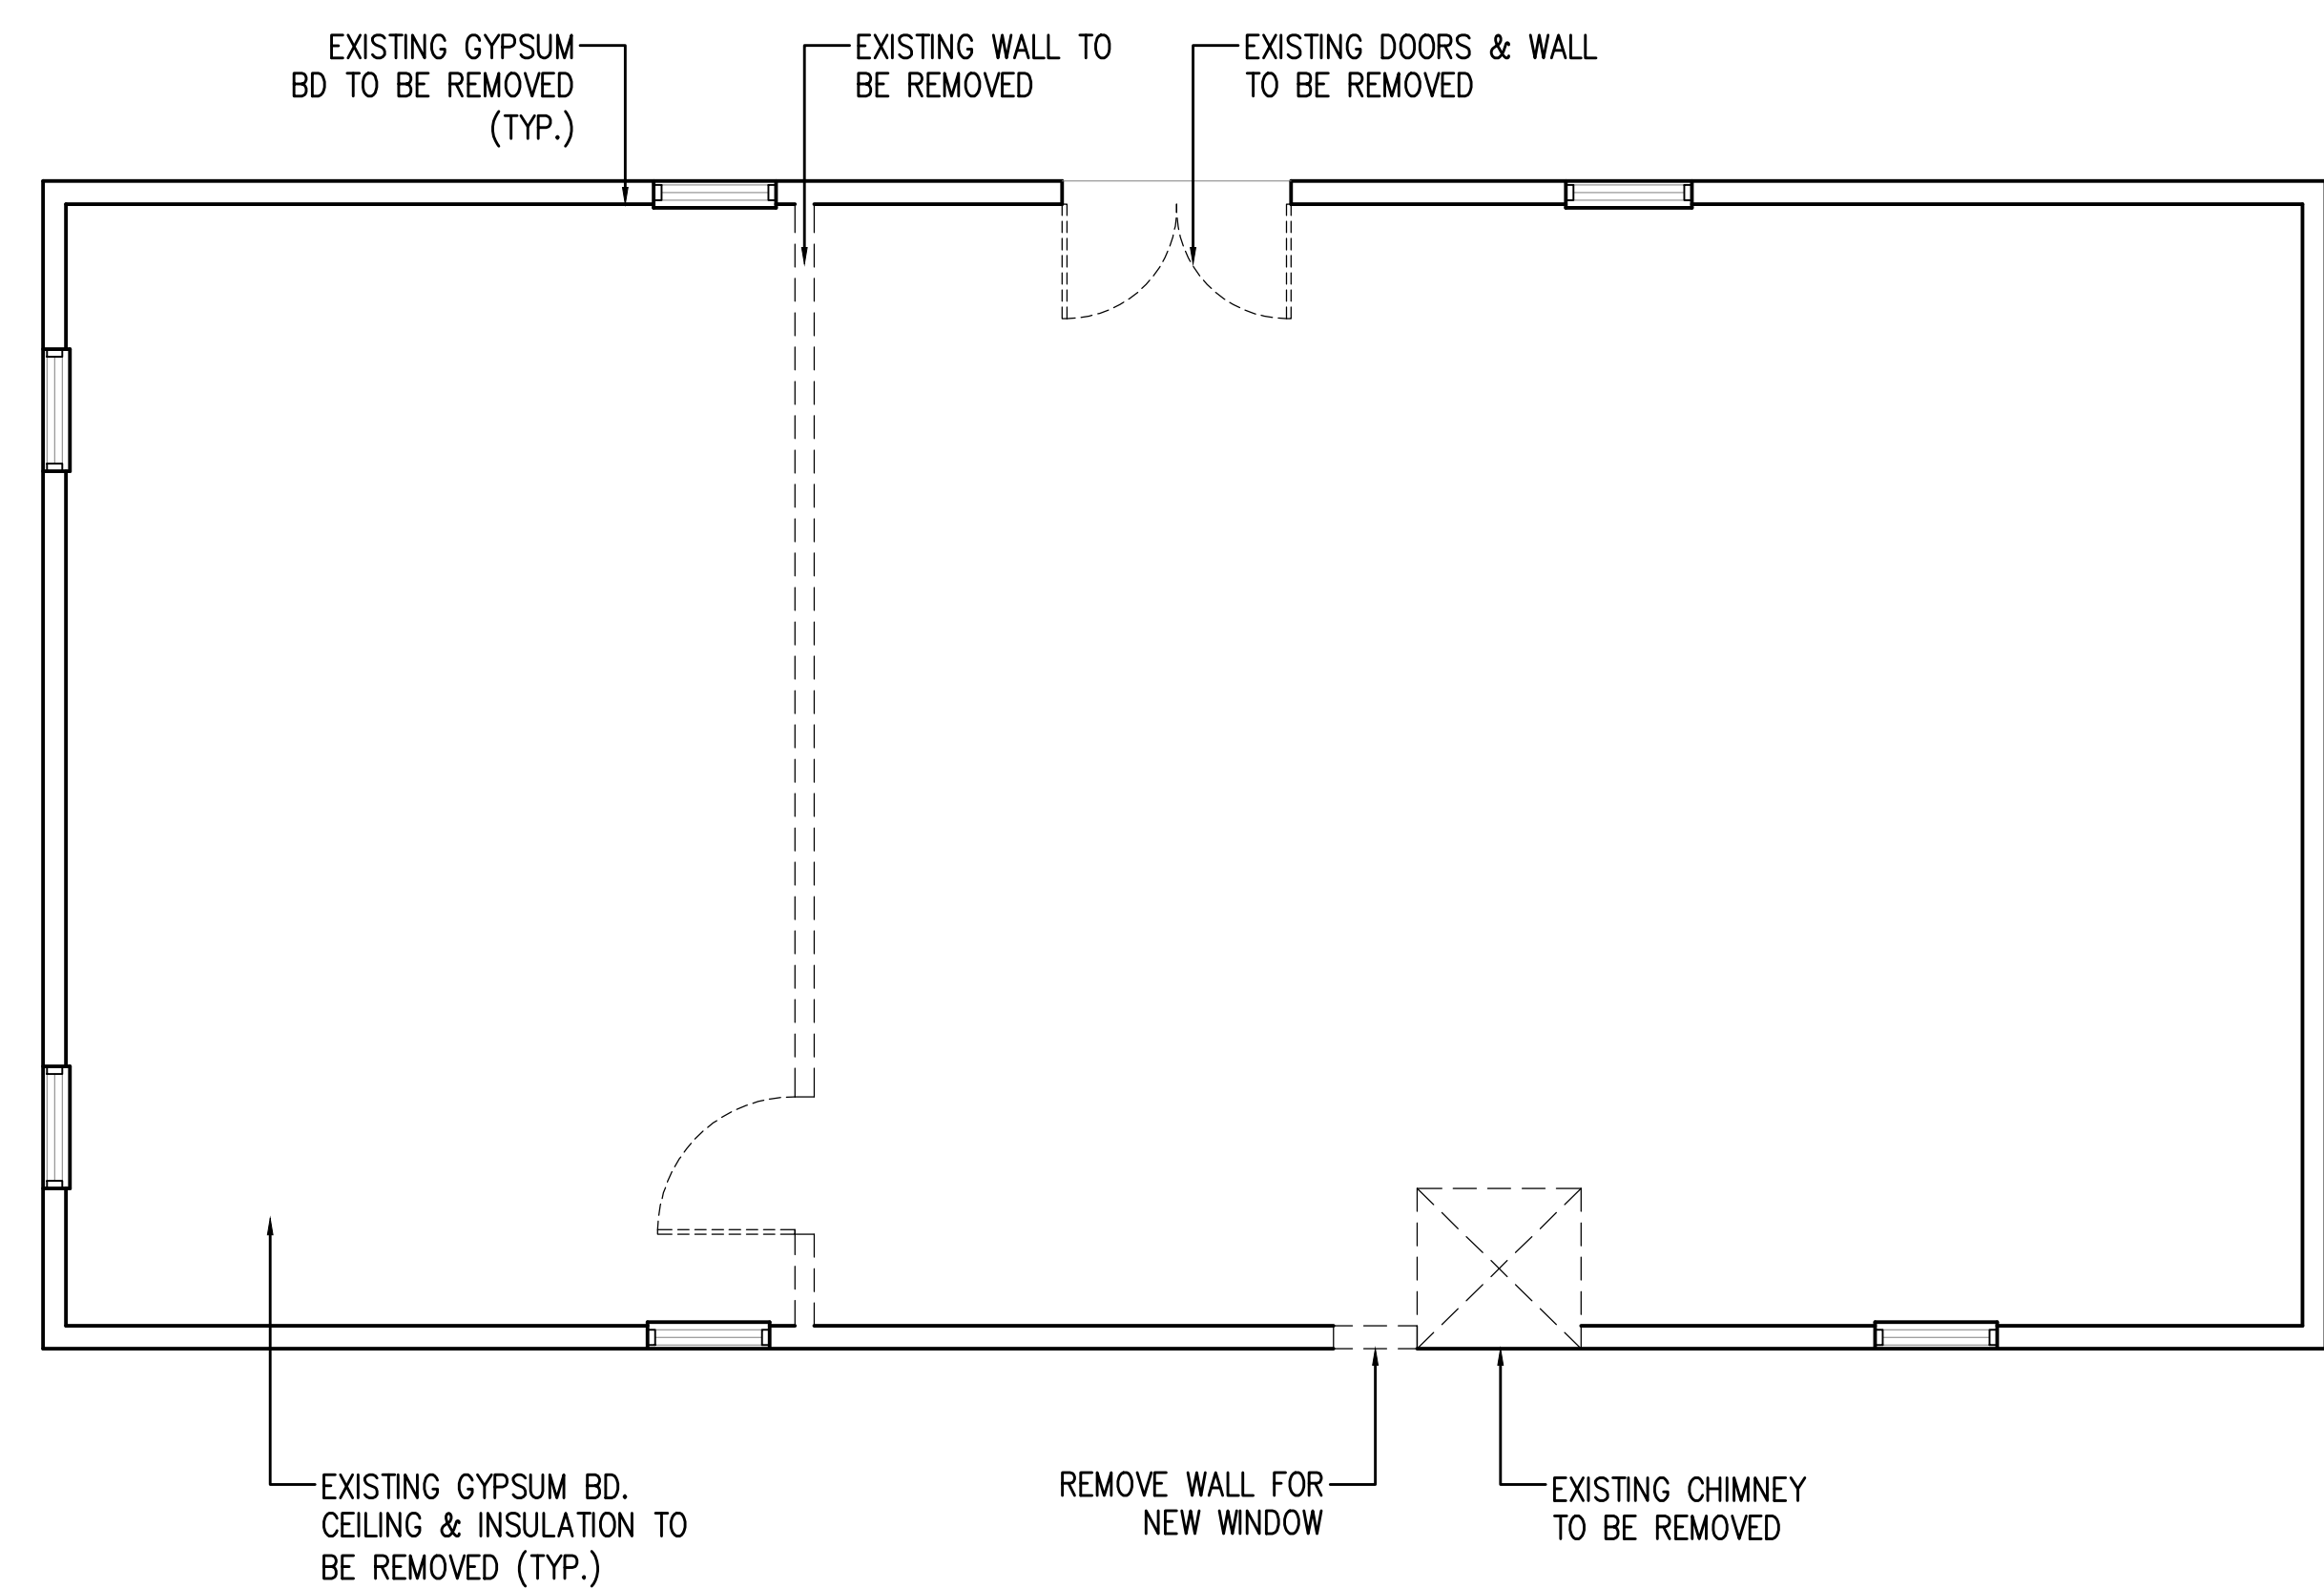 EXISTING GYPSUM
BD TO BE REMOVED
(TYP.)
EXISTING WALL TO
BE REMOVED
EXISTING DOORS & WALL
TO BE REMOVED
EXISTING GYPSUM BD.
CEILING & INSULATION TO
BE REMOVED (TYP.)
REMOVE WALL FOR
NEW WINDOW
EXISTING CHIMNEY
TO BE REMOVED